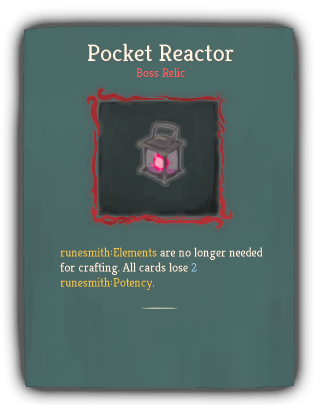 Pocket Reactor
Boss Relic
runesmith:Elements are no longer needed
for crafting. All cards lose 2
runesmith:Potency.